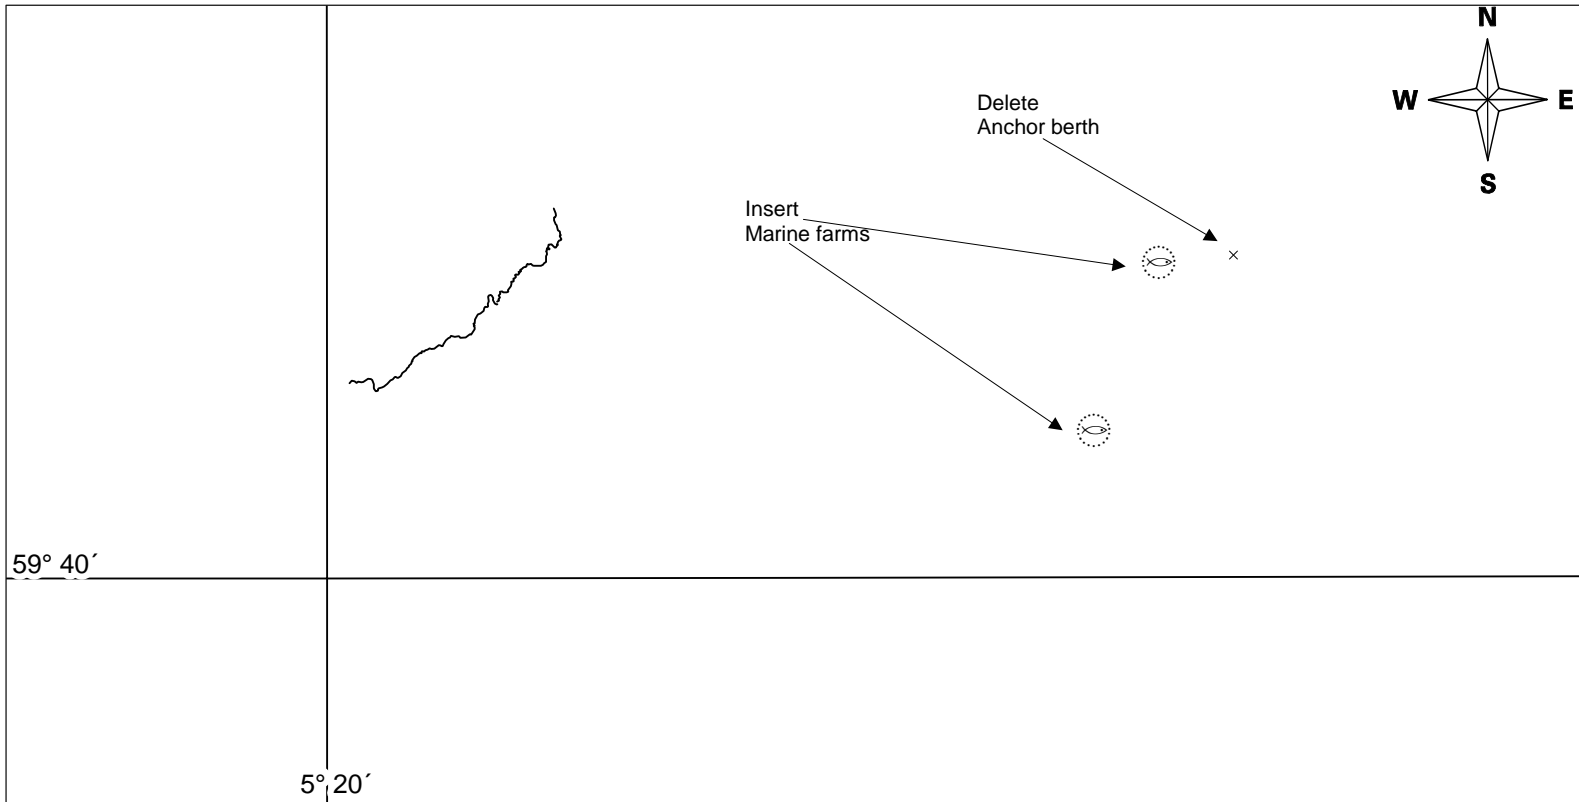 N
W E
S
Delete
Anchor berth
Insert
Marine farms
59° 40´
5° 20´